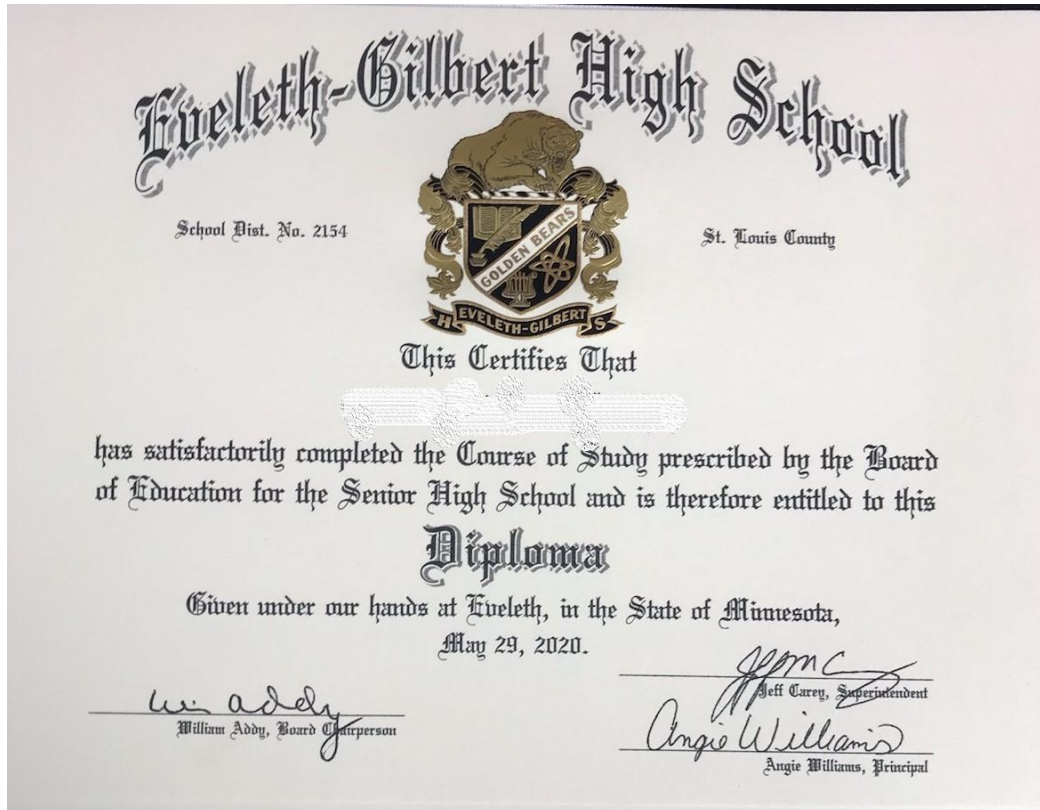 Eveleth-Gilbert High School
School Dist. No. 2154
St. Louis County
GOLDEN BEARS
H EVELETH-GILBERT S
This Certifies That
has satisfactorily completed the Course of Study prescribed by the Board
of Education for the Senior High School and is therefore entitled to this
Diploma
Given under our hands at Eveleth, in the State of Minnesota,
May 29, 2020.
Jeff Carey, Superintendent
Addy
William Addy, Board Chairperson
Angie Williams
Angie Williams, Principal